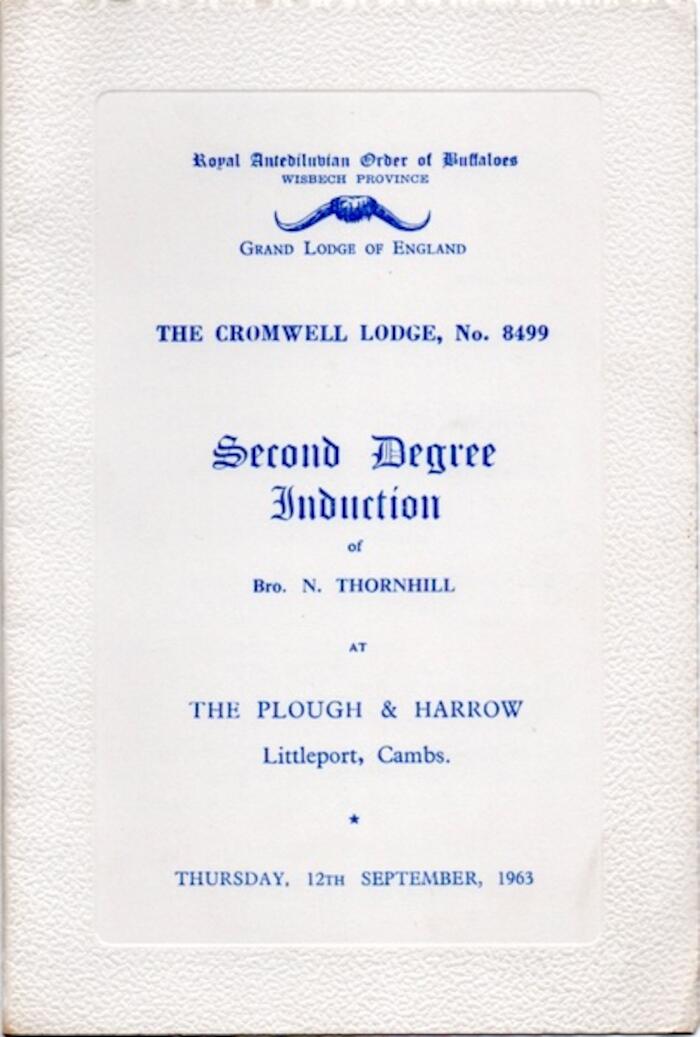 Royal Antediluvian Order of Buffaloes
WISBECH PROVINCE
GRAND LODGE OF ENGLAND
THE CROMWELL LODGE, No. 8499
Second Degree
Induction
of
Bro. N. THORNHILL
AT
THE PLOUGH & HARROW
Littleport, Cambs.
THURSDAY, 12TH SEPTEMBER, 1963